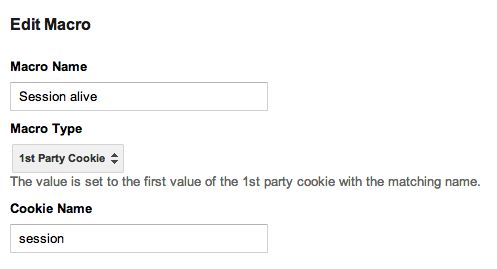 Edit Macro
Macro Name
Session alive
Macro Type
1st Party Cookie
The value is set to the first value of the 1st party cookie with the matching name.
Cookie Name
session